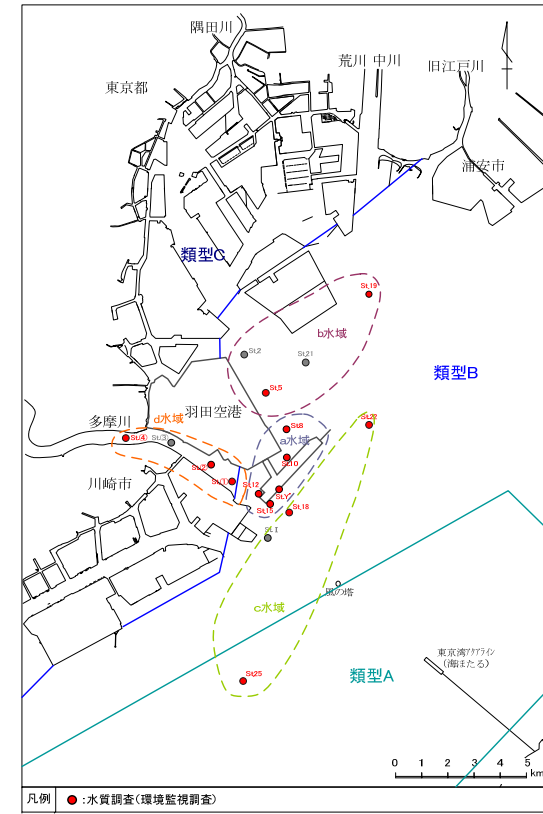 隅田川
荒川 中川
旧江戸川
東京都
浦安市
類型C
St.19
b水域
St.2
St.21
類型B
St.5
羽田空港
d水域
多摩川
St.8
St.22
a水域
St.④
St.③
St.②
St.10
川崎市
St.①
St.12
St.Y
St.15
St.18
St.I
風の塔
c水域
東京湾アクアライン
(海ほたる)
St.25
類型A
0 1 2 3 4 5
km
凡例
:水質調査(環境監視調査)